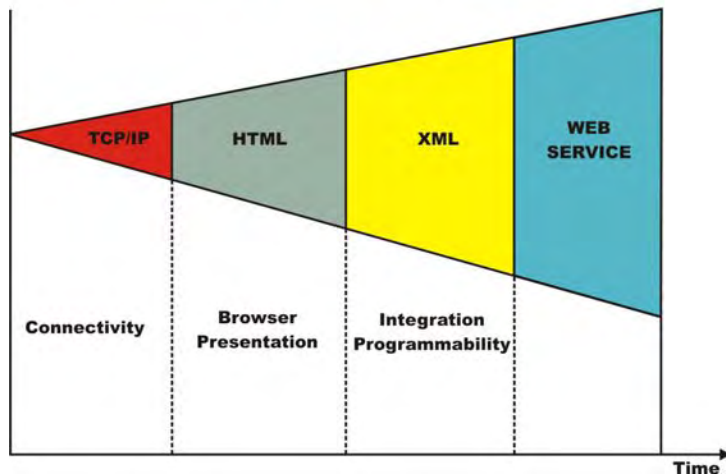 TCP/IP
HTML
XML
WEB
SERVICE
Connectivity
Browser
Presentation
Integration
Programmability
Time